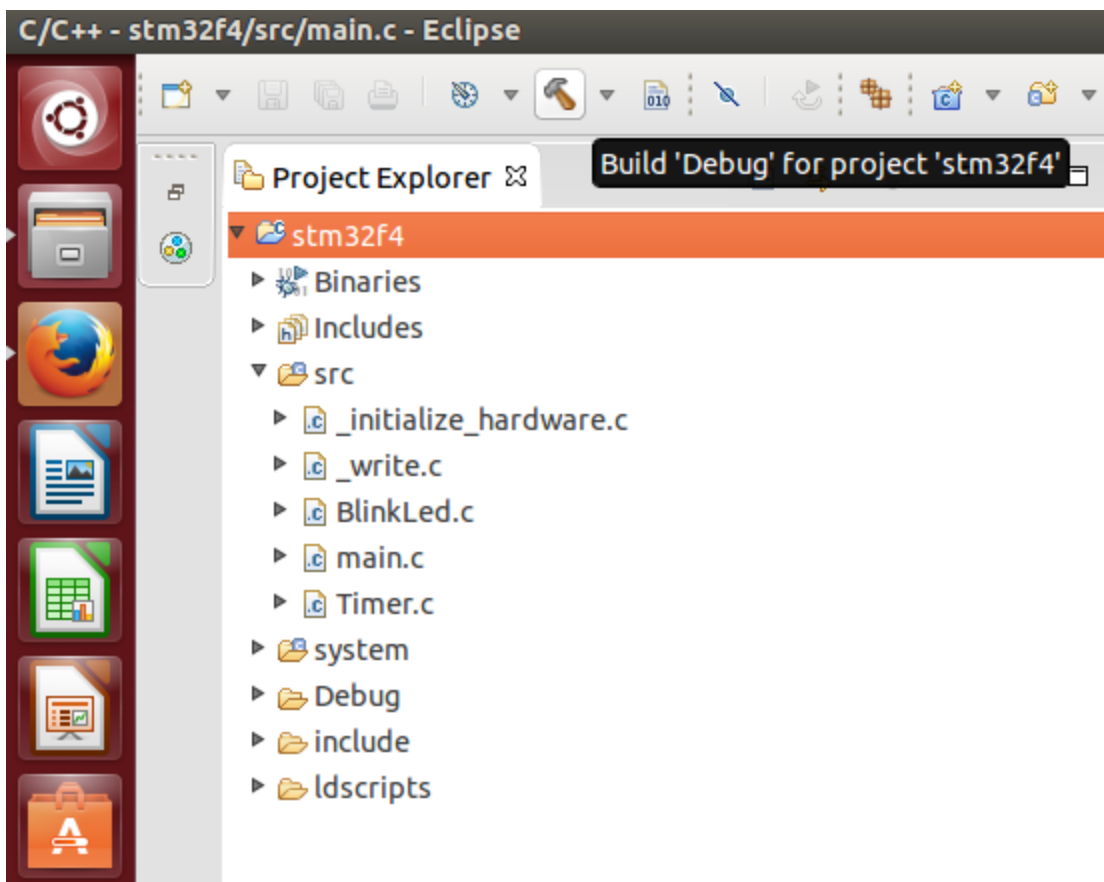 C/C++ - stm32f4/src/main.c - Eclipse
010
Build 'Debug' for project 'stm32f4'
Project Explorer
stm32f4
Binaries
Includes
src
_initialize_hardware.c
_write.c
BlinkLed.c
main.c
Timer.c
system
Debug
include
ldscripts